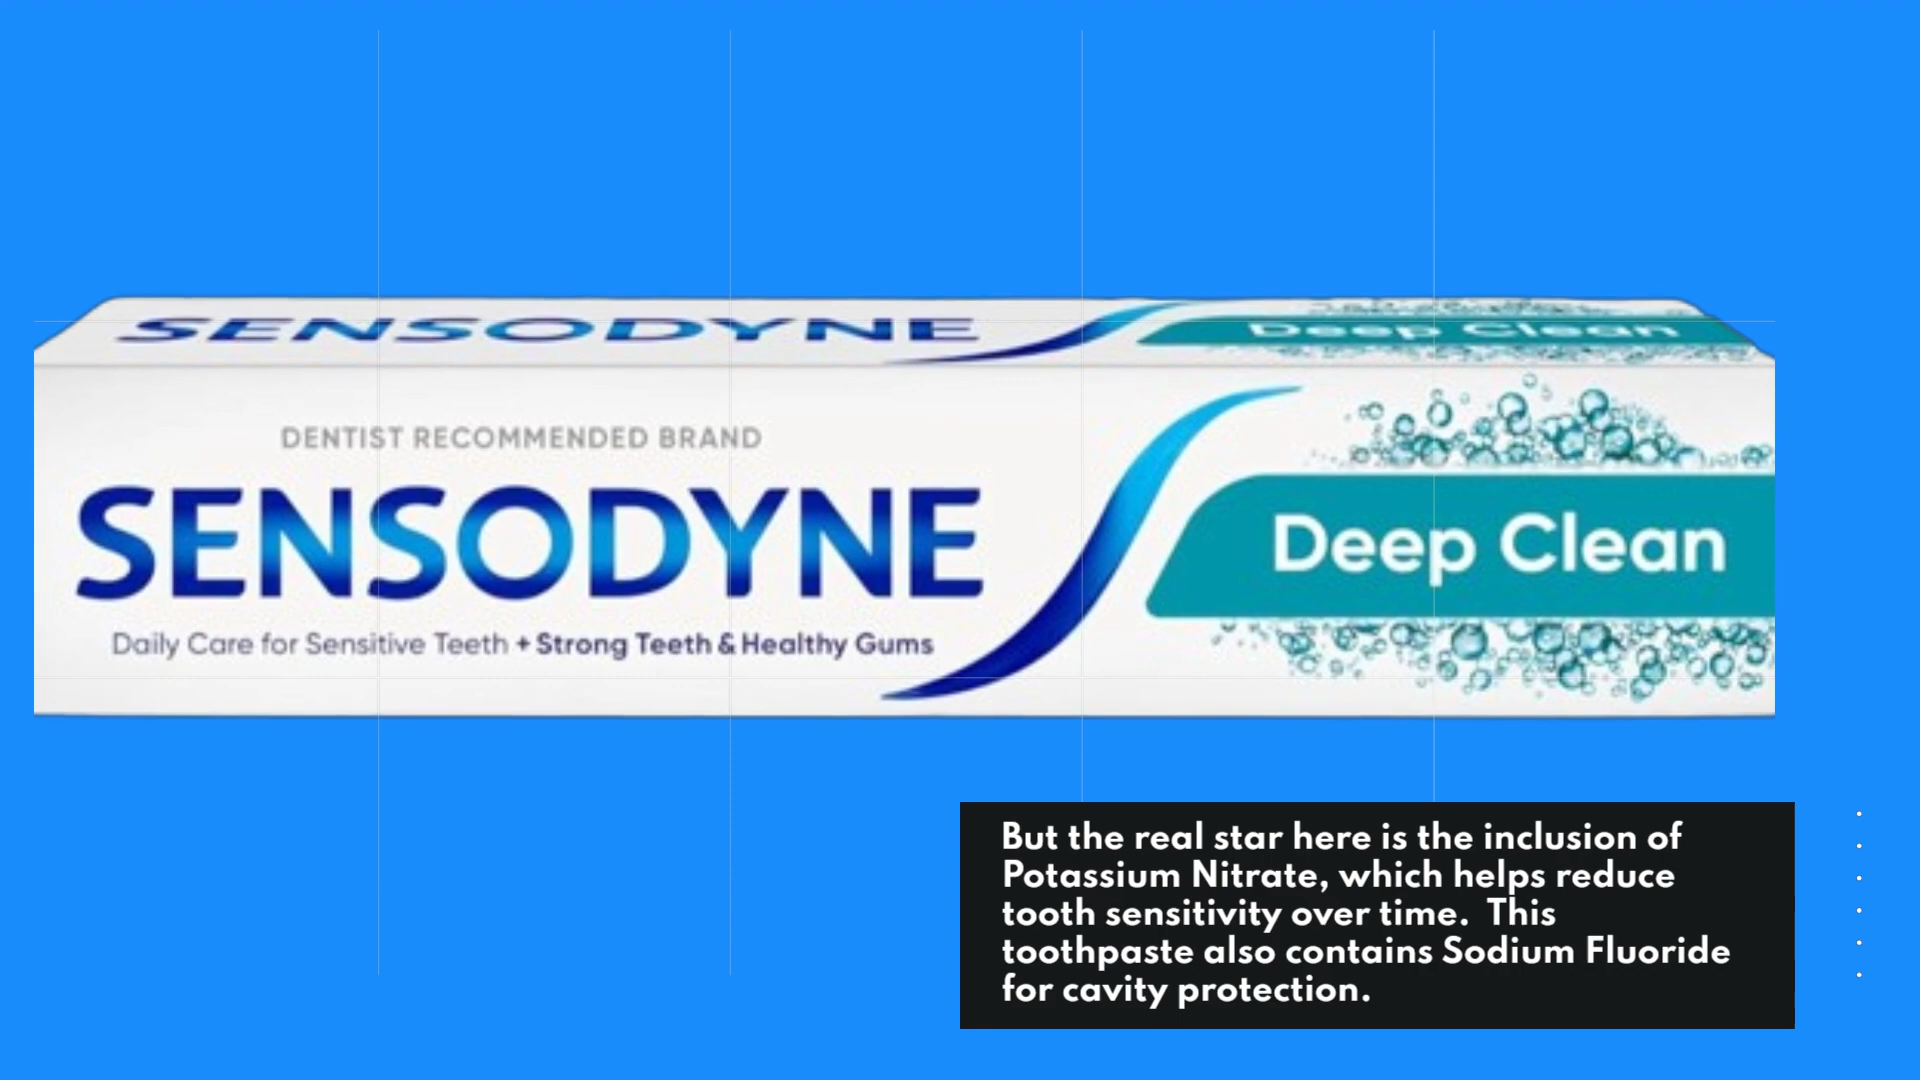 SENSODYNE Deep Clean
DENTIST RECOMMENDED BRAND
SENSODYNE
Deep Clean
Daily Care for Sensitive Teeth + Strong Teeth & Healthy Gums
But the real star here is the inclusion of
Potassium Nitrate, which helps reduce
tooth sensitivity over time. This
toothpaste also contains Sodium Fluoride
for cavity protection.